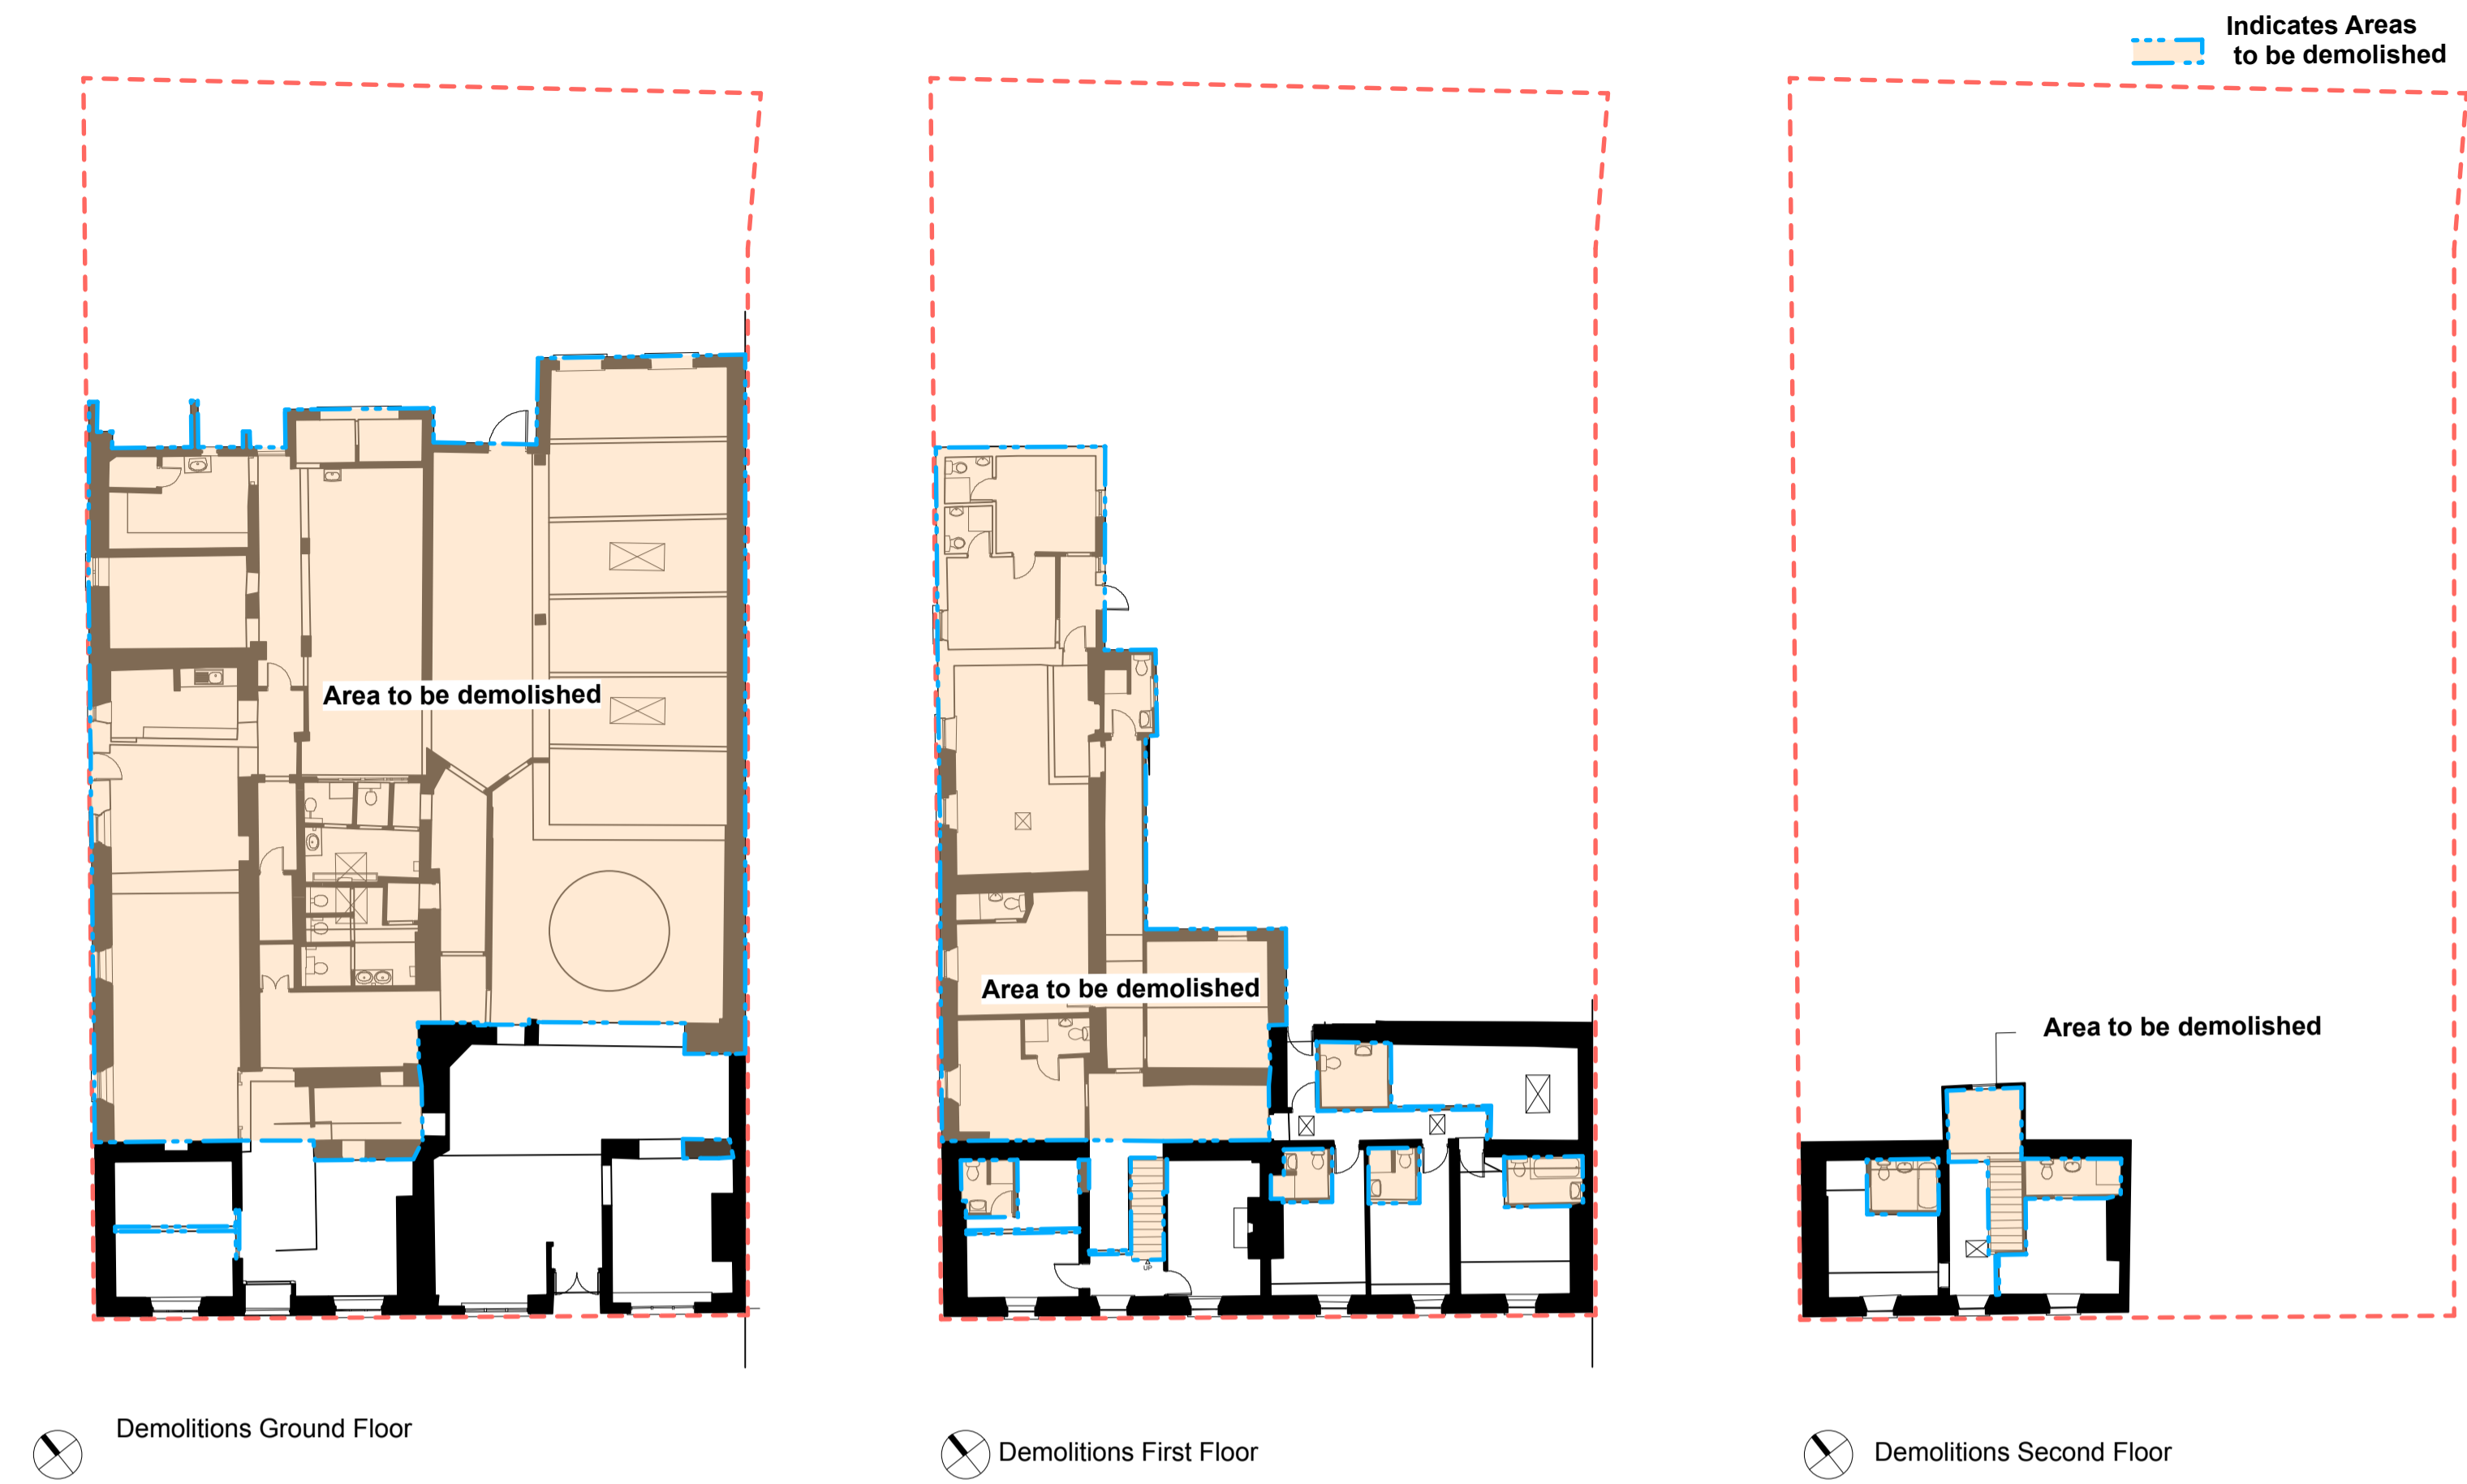 Indicates Areas
to be demolished
Area to be demolished
Area to be demolished
UP
Area to be demolished
Demolitions Ground Floor
Demolitions First Floor
Demolitions Second Floor